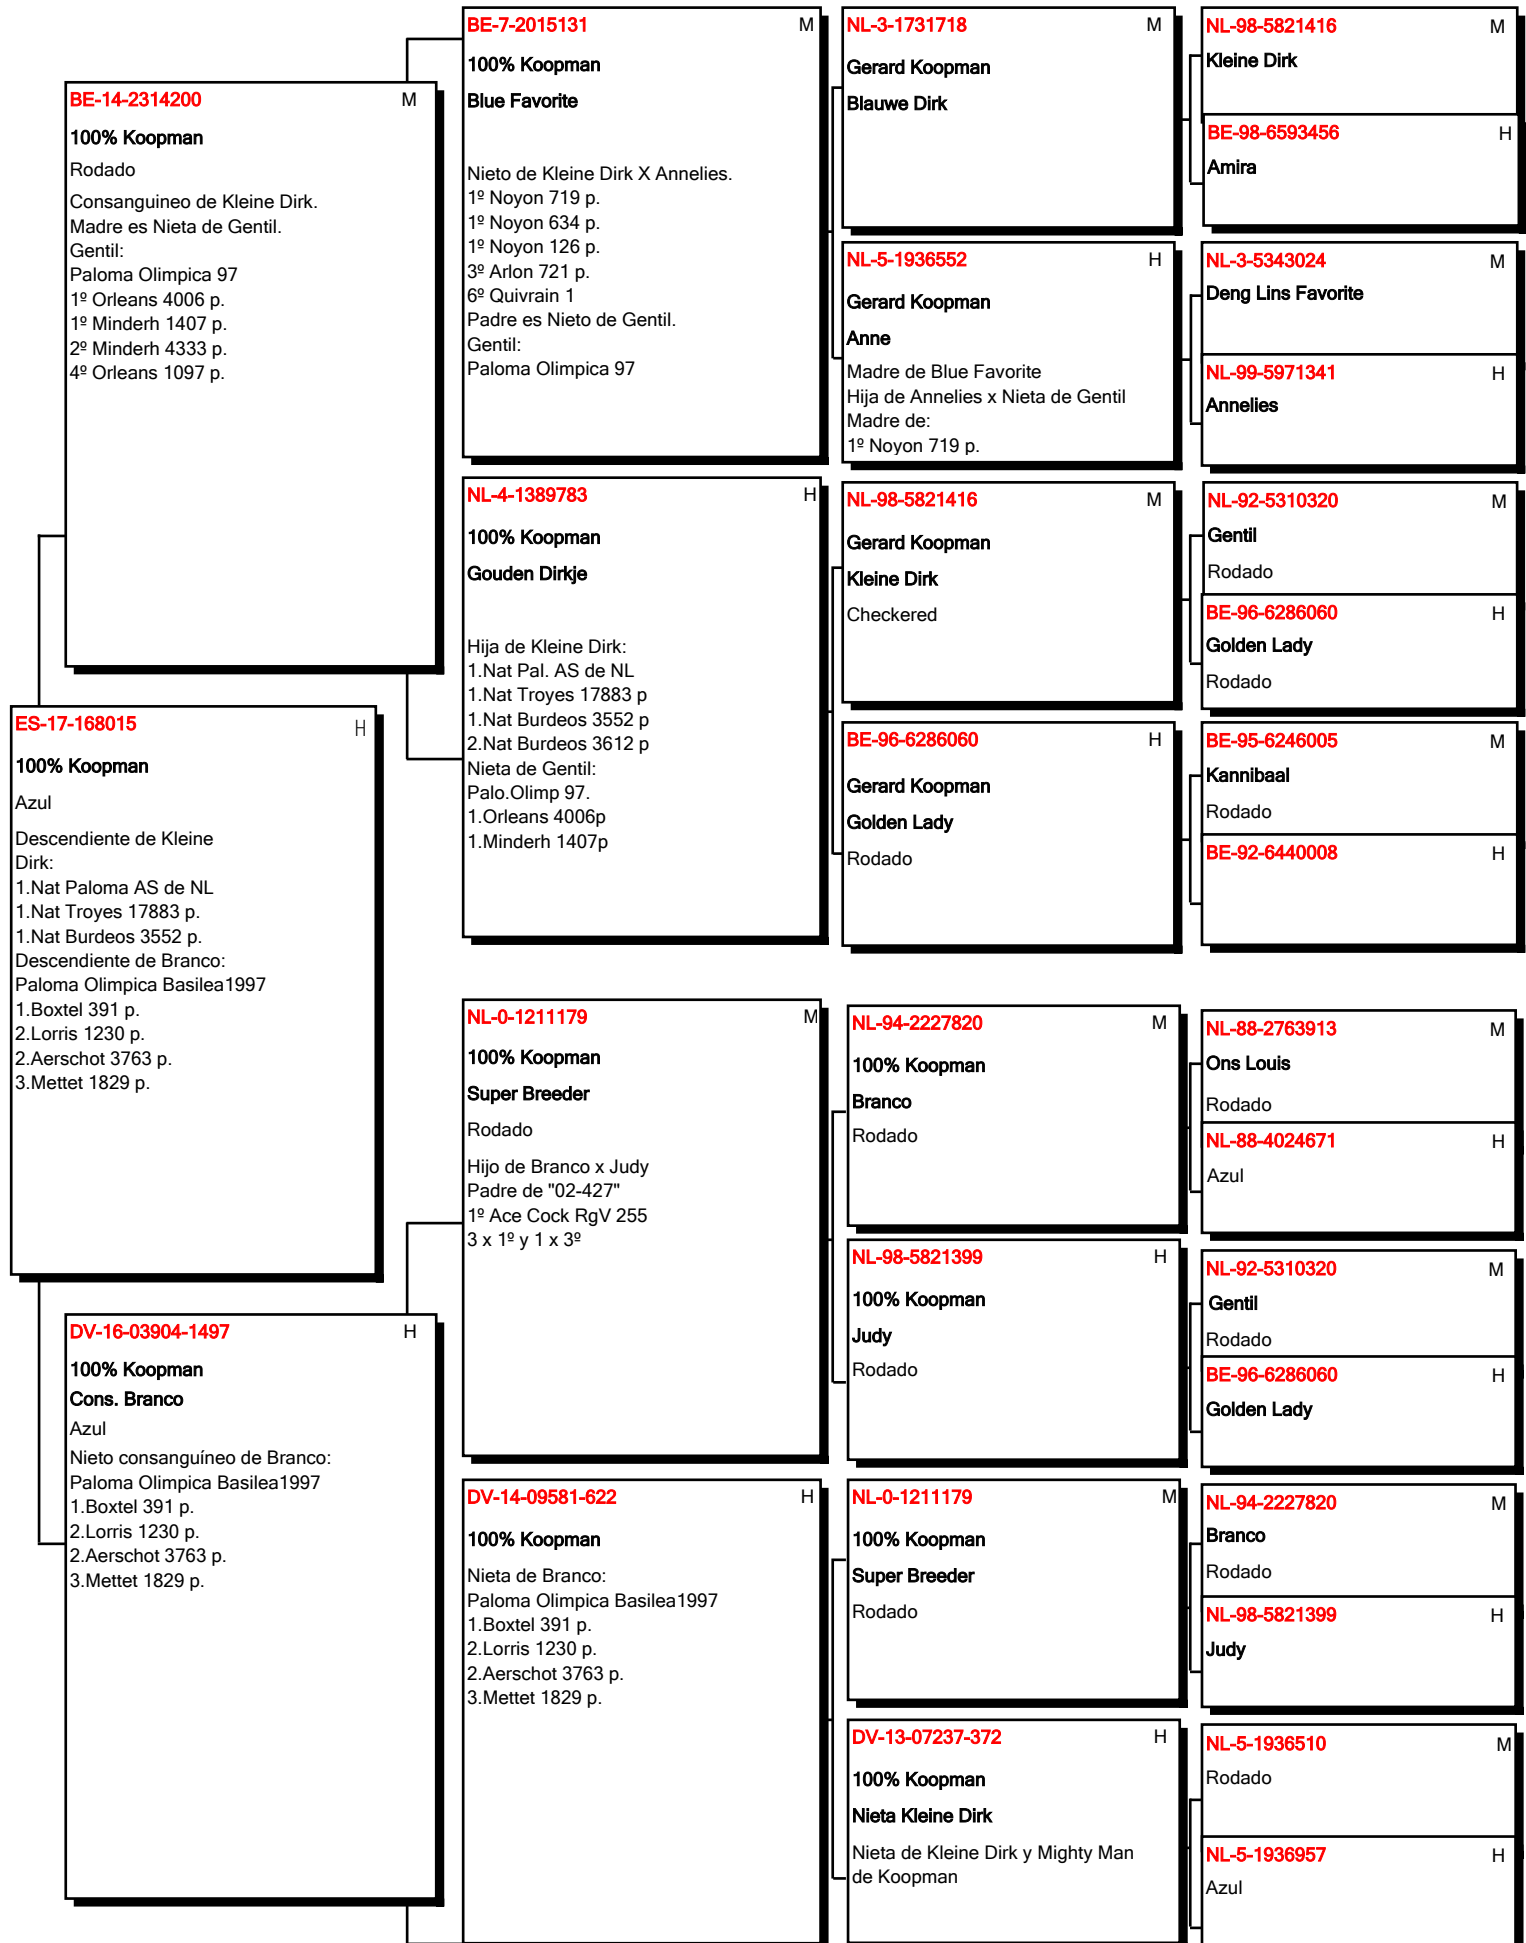 ES-17-168015 H
100% Koopman
Azul
Descendiente de Kleine
Dirk:
1.Nat Paloma AS de NL
1.Nat Troyes 17883 p.
1.Nat Burdeos 3552 p.
Descendiente de Branco:
Paloma Olimpica Basilea1997
1.Boxtel 391 p.
2.Lorris 1230 p.
2.Aerschot 3763 p.
3.Mettet 1829 p.
BE-14-2314200 M
100% Koopman
Rodado
Consanguineo de Kleine Dirk.
Madre es Nieta de Gentil.
Gentil:
Paloma Olimpica 97
1º Orleans 4006 p.
1º Minderh 1407 p.
2º Minderh 4333 p.
4º Orleans 1097 p.
DV-16-03904-1497 H
100% Koopman
Cons. Branco
Azul
Nieto consanguíneo de Branco:
Paloma Olimpica Basilea1997
1.Boxtel 391 p.
2.Lorris 1230 p.
2.Aerschot 3763 p.
3.Mettet 1829 p.
BE-7-2015131 M
100% Koopman
Blue Favorite
Nieto de Kleine Dirk X Annelies.
1º Noyon 719 p.
1º Noyon 634 p.
1º Noyon 126 p.
3º Arlon 721 p.
6º Quivrain 1
Padre es Nieto de Gentil.
Gentil:
Paloma Olimpica 97
NL-4-1389783 H
100% Koopman
Gouden Dirkje
Hija de Kleine Dirk:
1.Nat Pal. AS de NL
1.Nat Troyes 17883 p
1.Nat Burdeos 3552 p
2.Nat Burdeos 3612 p
Nieta de Gentil:
Palo.Olimp 97.
1.Orleans 4006p
1.Minderh 1407p
NL-0-1211179 M
100% Koopman
Super Breeder
Rodado
Hijo de Branco x Judy
Padre de "02-427"
1º Ace Cock RgV 255
3 x 1º y 1 x 3º
DV-14-09581-622 H
100% Koopman
Nieta de Branco:
Paloma Olimpica Basilea1997
1.Boxtel 391 p.
2.Lorris 1230 p.
2.Aerschot 3763 p.
3.Mettet 1829 p.
NL-3-1731718 M
Gerard Koopman
Blauwe Dirk
NL-5-1936552 H
Gerard Koopman
Anne
Madre de Blue Favorite
Hija de Annelies x Nieta de Gentil
Madre de:
1º Noyon 719 p.
NL-98-5821416 M
Gerard Koopman
Kleine Dirk
Checkered
BE-96-6286060 H
Gerard Koopman
Golden Lady
Rodado
NL-94-2227820 M
100% Koopman
Branco
Rodado
NL-98-5821399 H
100% Koopman
Judy
Rodado
NL-0-1211179 M
100% Koopman
Super Breeder
Rodado
DV-13-07237-372 H
100% Koopman
Nieta Kleine Dirk
Nieta de Kleine Dirk y Mighty Man
de Koopman
NL-98-5821416 M
Kleine Dirk
BE-98-6593456 H
Amira
NL-3-5343024 M
Deng Lins Favorite
NL-99-5971341 H
Annelies
NL-92-5310320 M
Gentil
Rodado
BE-96-6286060 H
Golden Lady
Rodado
BE-95-6246005 M
Kannibaal
Rodado
BE-92-6440008 H
NL-88-2763913 M
Ons Louis
Rodado
NL-88-4024671 H
Azul
NL-92-5310320 M
Gentil
Rodado
BE-96-6286060 H
Golden Lady
NL-94-2227820 M
Branco
Rodado
NL-98-5821399 H
Judy
NL-5-1936510 M
Rodado
NL-5-1936957 H
Azul